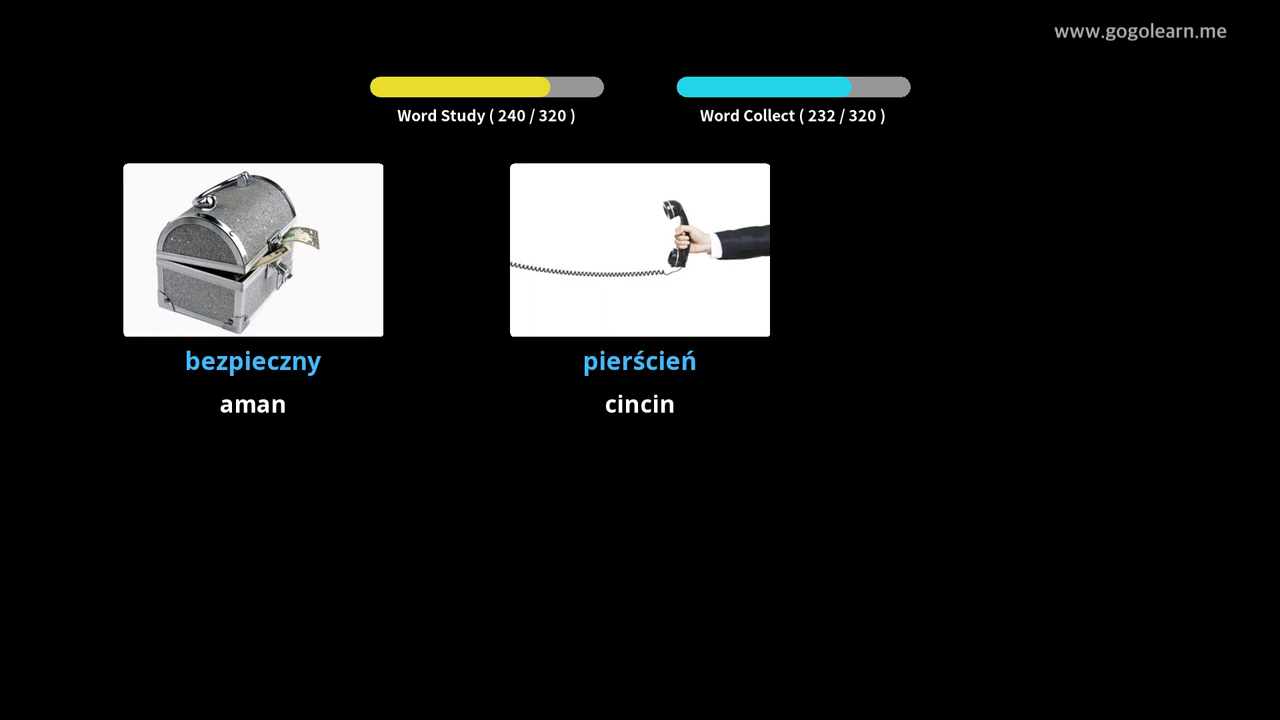 www.gogolearn.me
Word Study ( 240 / 320 )
Word Collect ( 232 / 320 )
bezpieczny
pierścień
aman
cincin